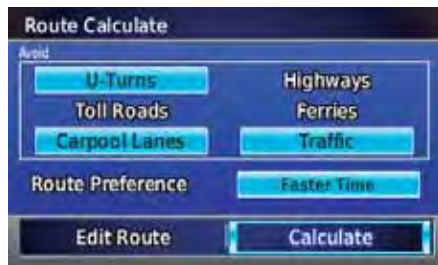 Route Calculate
Avoid
U-Turns Highways
Toll Roads Ferries
Carpool Lanes Traffic
Route Preference Faster Time
Edit Route Calculate